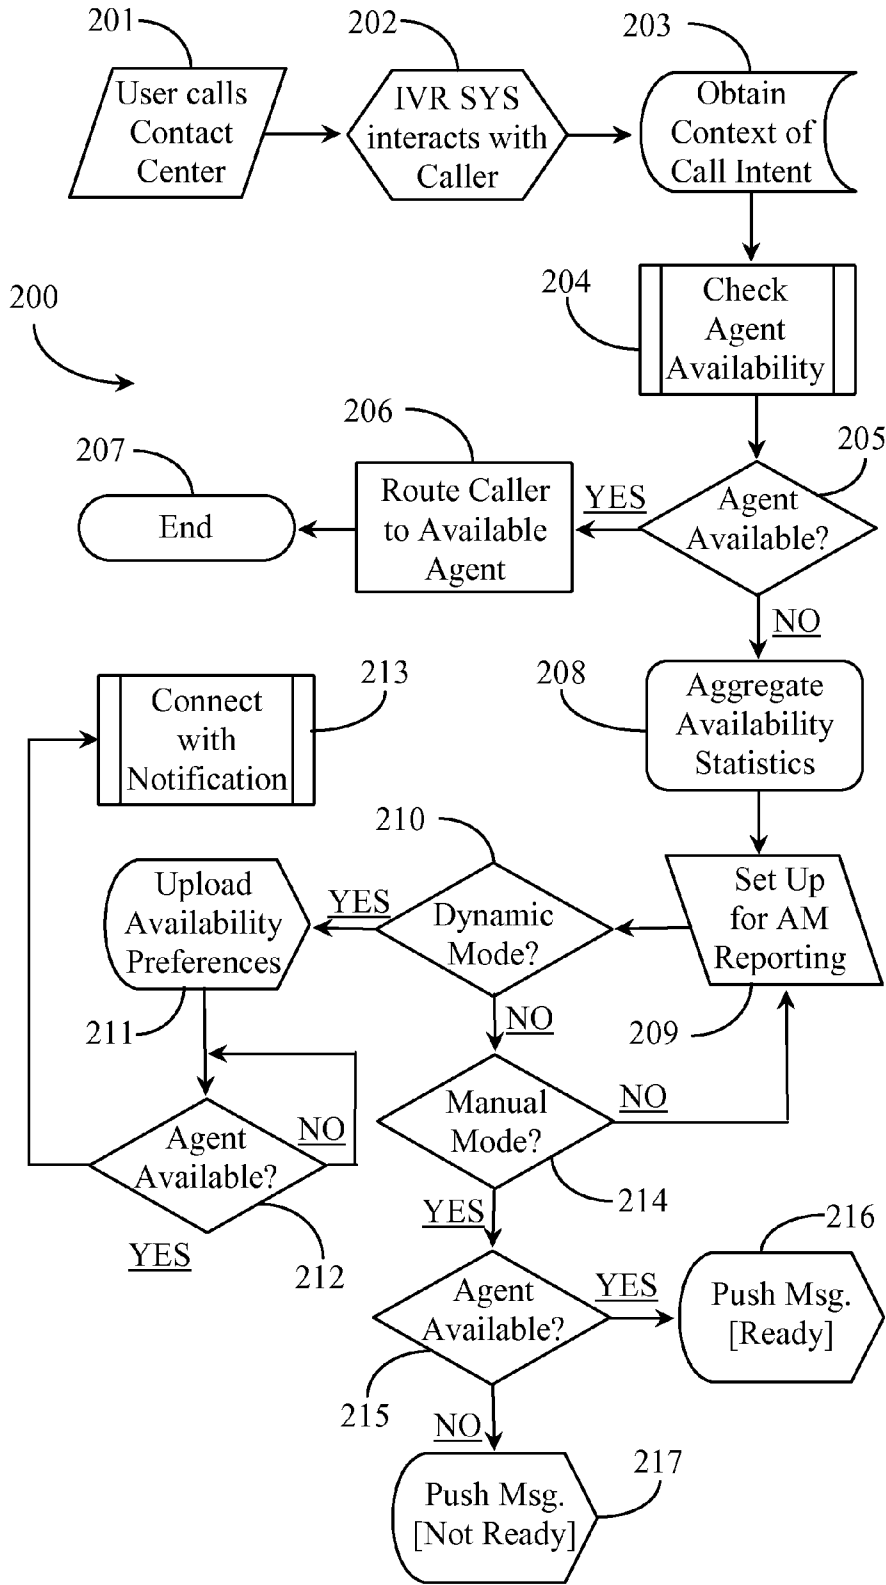 201
202
203
User calls
Contact
Center
IVR SYS
interacts with
Caller
Obtain
Context of
Call Intent
200
204
Check
Agent
Availability
205
206
207
End
Route Caller
to Available
Agent
YES
Agent
Available?
NO
208
Aggregate
Availability
Statistics
213
Connect
with
Notification
210
Upload
Availability
Preferences
YES
Dynamic
Mode?
Set Up
for AM
Reporting
211
NO
209
Agent
Available?
NO
YES
212
Manual
Mode?
NO
214
YES
Agent
Available?
YES
216
Push Msg.
[Ready]
215
NO
217
Push Msg.
[Not Ready]